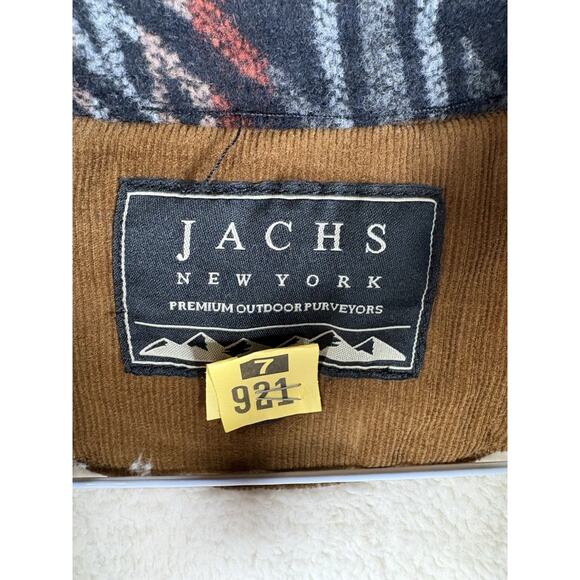 JACHS
NEW YORK
PREMIUM OUTDOOR PURVEYORS
7
921